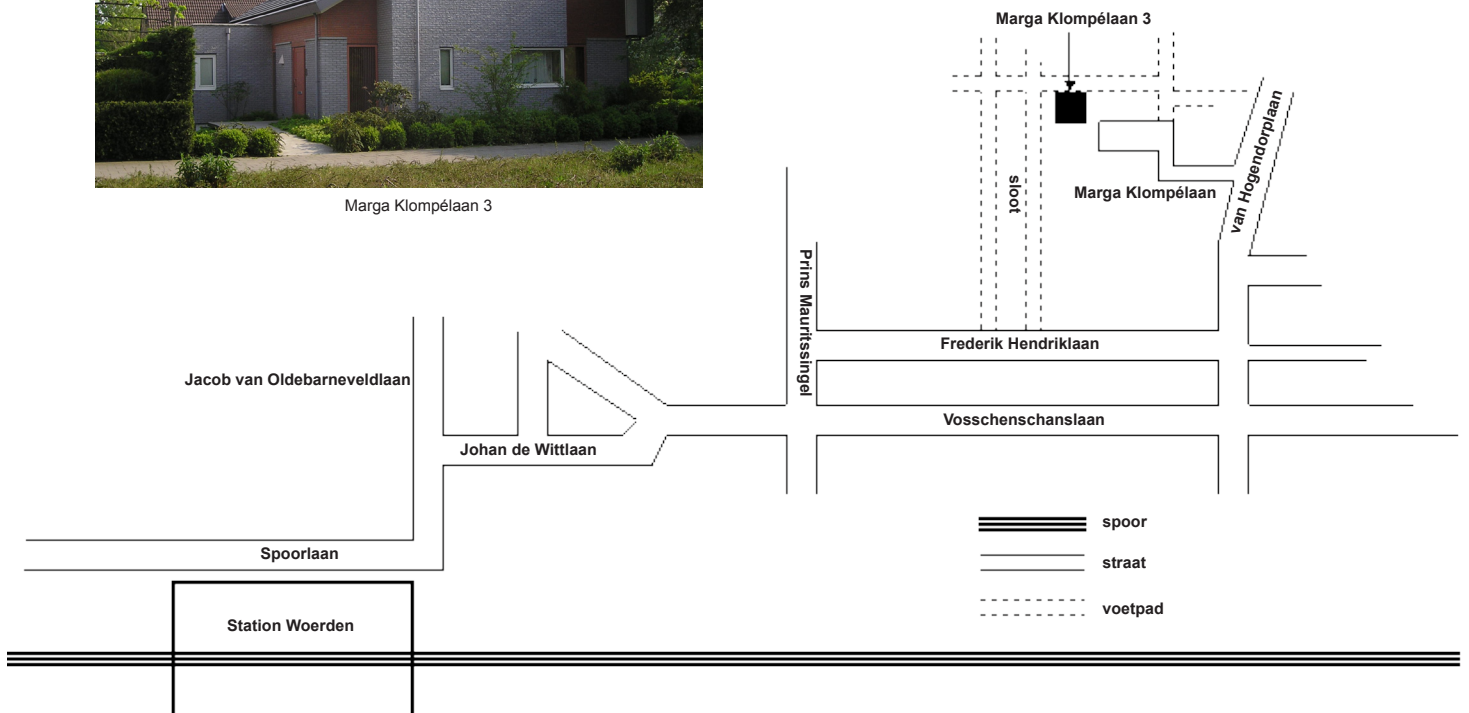 Marga Klompélaan 3
Marga Klompélaan 3
van Hogendorplaan
sloot
Marga Klompélaan
Prins Mauritssingel
Frederik Hendriklaan
Jacob van Oldebarneveldlaan
Vosschenschanslaan
Johan de Wittlaan
spoor
Spoorlaan
straat
voetpad
Station Woerden